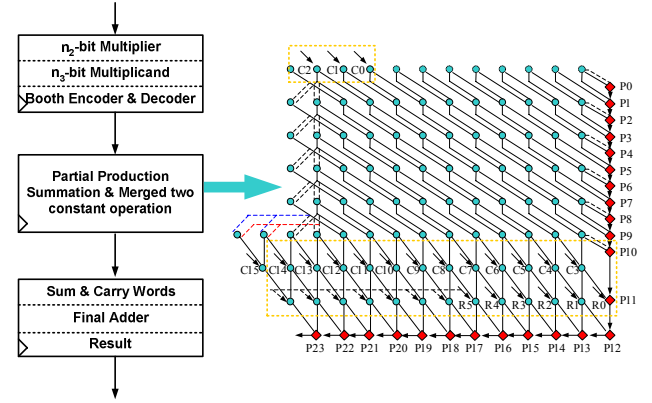 n2-bit Multiplier
n3-bit Multiplicand
Booth Encoder & Decoder
Partial Production
Summation & Merged two
constant operation
Sum & Carry Words
Final Adder
Result
C2 C1 C0
P0
P1
P2
P3
P4
P5
P6
P7
P8
P9
P10
C15 C14 C13 C12 C11 C10 C9 C8 C7 C6 C5 C4 C3
R5 R4 R3 R2 R1 R0 P11
P23 P22 P21 P20 P19 P18 P17 P16 P15 P14 P13 P12